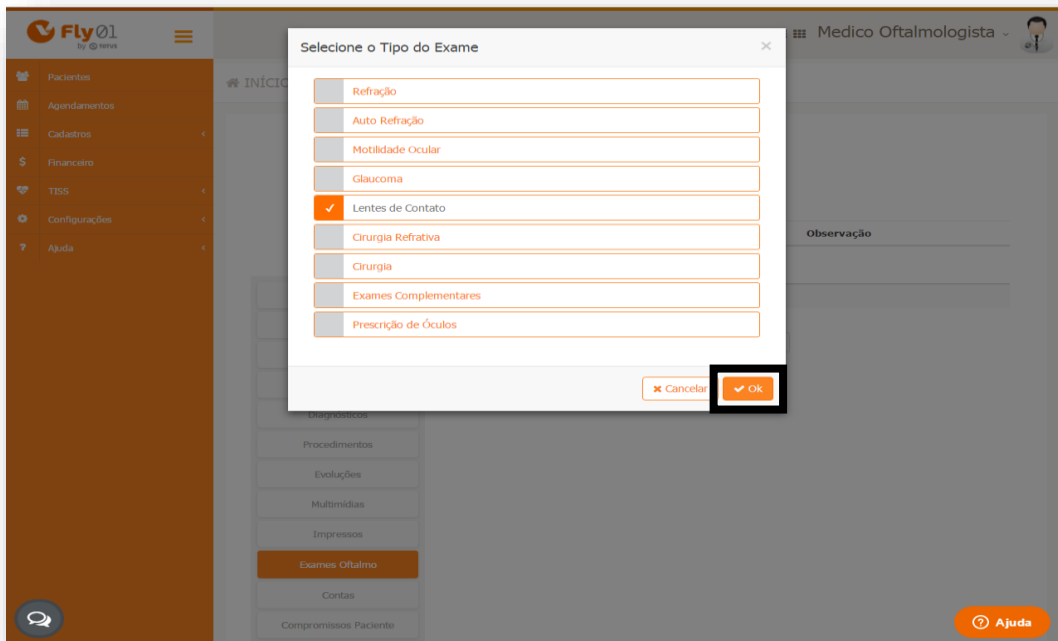 Fly01
by serus
Medico Oftalmologista
Pacientes
Agendamentos
Cadastros
Financeiro
TISS
Configurações
Ajuda
INÍCIO
Selecione o Tipo do Exame
Refração
Auto Refração
Motilidade Ocular
Glaucoma
Lentes de Contato
Cirurgia Refrativa
Cirurgia
Exames Complementares
Prescrição de Óculos
Cancelar
Ok
Observação
Diagnósticos
Procedimentos
Evoluções
Multimídias
Impressos
Exames Oftalmo
Contas
Compromissos Paciente
Ajuda